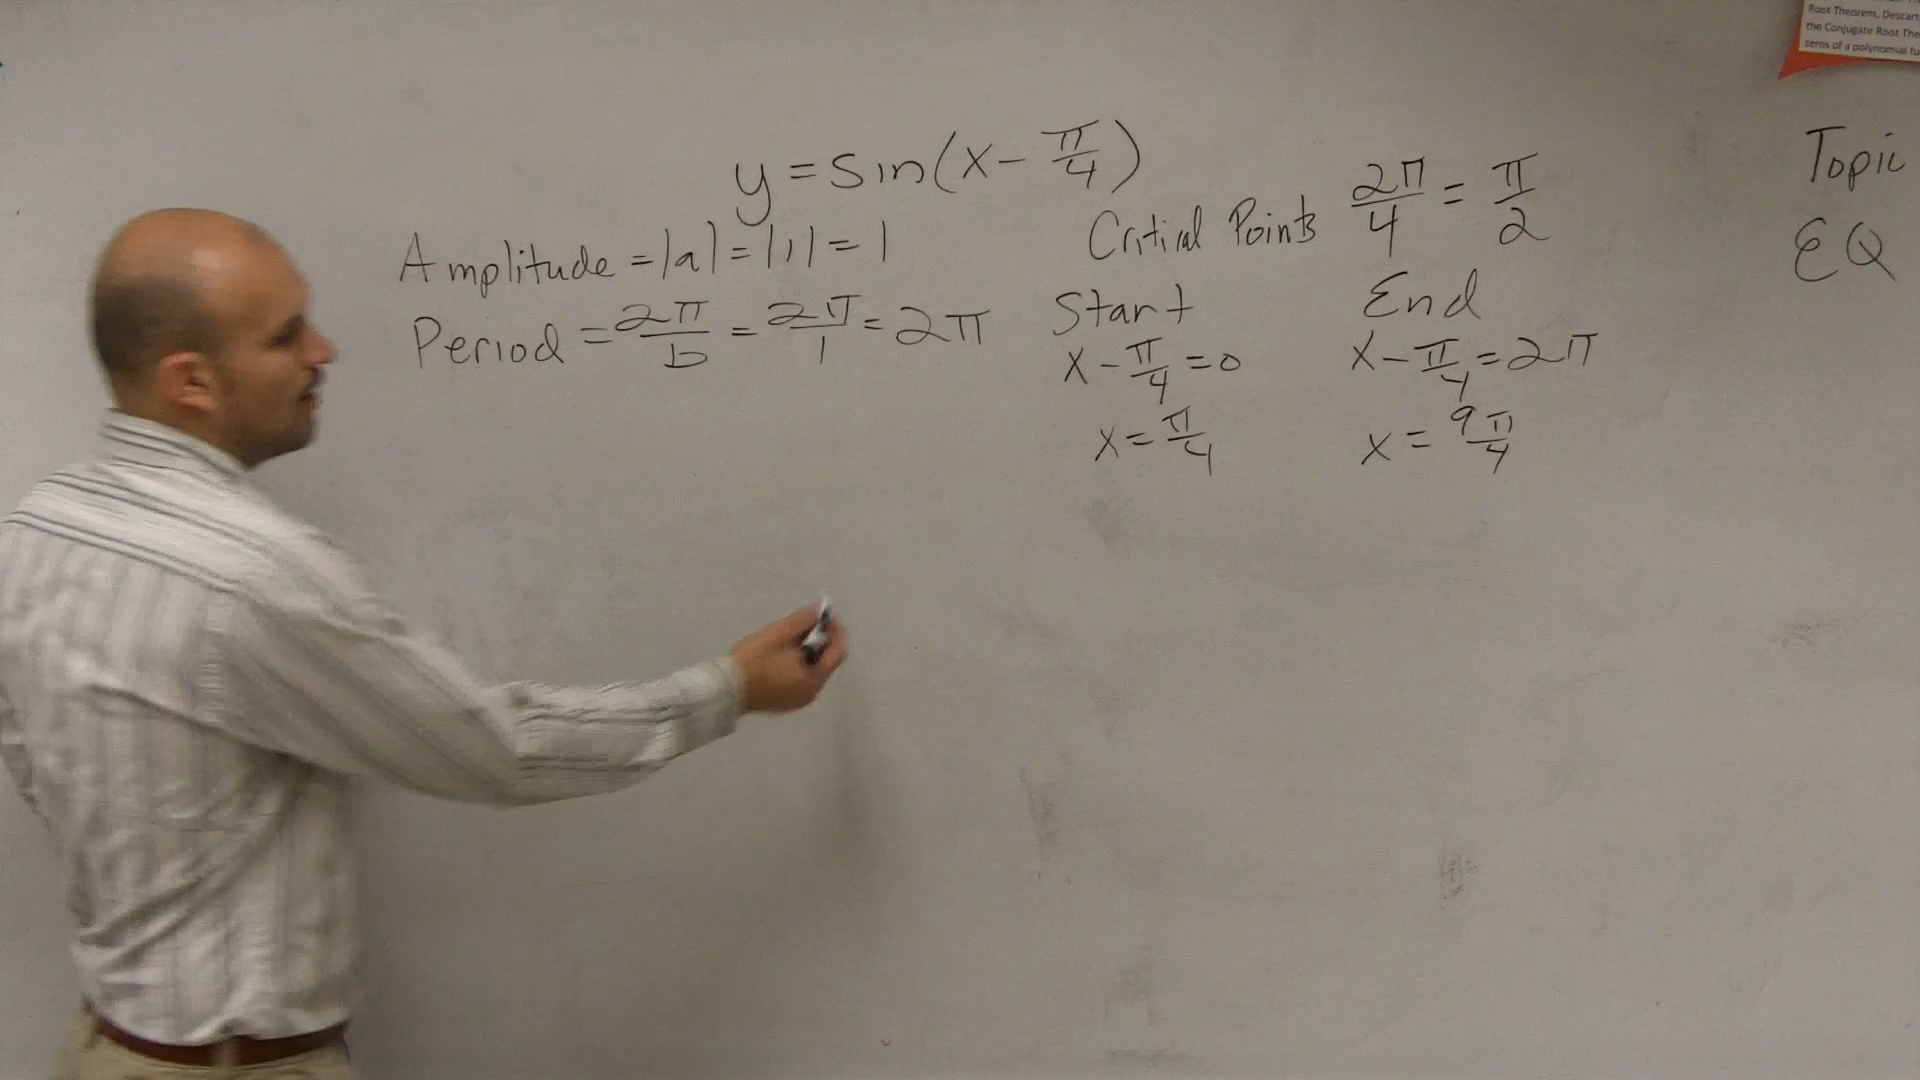 Root Theorem, Descart
the Conjugate Root The
zeros of a polynomial fu
y = sin(x - π/4)
Amplitude = |a| = |1| = 1
Period = 2π/b = 2π/1 = 2π
Critical Points 2π/4 = π/2
Start
x - π/4 = 0
x = π/4
End
x - π/4 = 2π
x = 9π/4
Topic
EQ